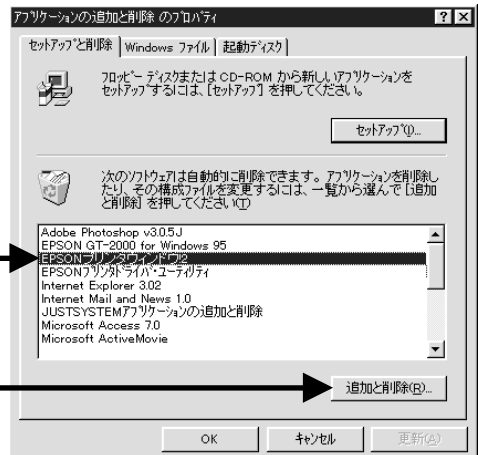 アプリケーションの追加と削除 のプロパティ
セットアップと削除
Windows ファイル
起動ディスク
フロッピー ディスクまたは CD-ROM から新しいアプリケーションを
セットアップするには、[セットアップ] を押してください。
セットアップ(I)...
次のソフトウェアは自動的に削除できます。アプリケーションを削除し
たり、その構成ファイルを変更するには、一覧から選んで [追加
と削除] を押してください(T)
Adobe Photoshop v3.0.5J
EPSON GT-2000 for Windows 95
EPSONプリンタウィンドウ!2
EPSONプリンタドライバ・ユーティリティ
Internet Explorer 3.02
Internet Mail and News 1.0
JUSTSYSTEMアプリケーションの追加と削除
Microsoft Access 7.0
Microsoft ActiveMovie
追加と削除(R)...
OK
キャンセル
更新(A)